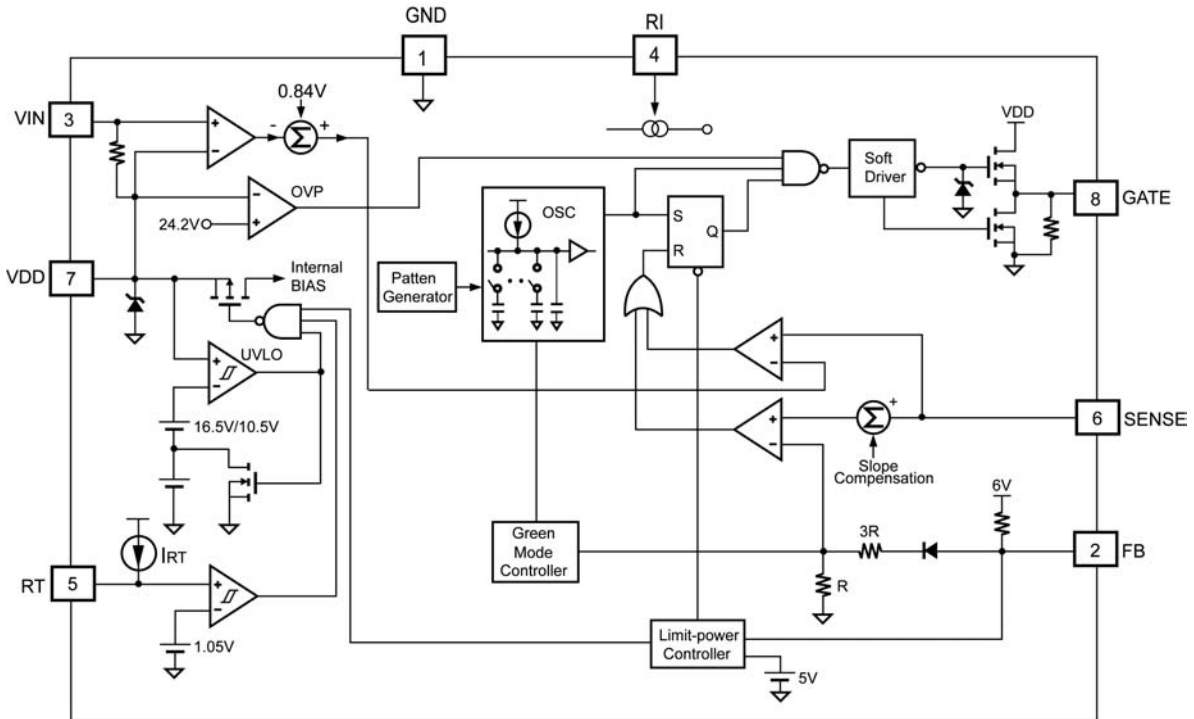 GND
1
RI
4
0.84V
VIN
3
+
-
-
Σ
+
VDD
OVP
-
+
24.2V
OSC
S
Q
R
Soft
Driver
8
GATE
VDD
7
Internal
BIAS
Patten
Generator
UVLO
+
-
+
-
16.5V/10.5V
+
-
Σ
+
6
SENSE
Slope
Compensation
6V
IRT
Green
Mode
Controller
3R
2
FB
RT
5
+
-
R
1.05V
Limit-power
Controller
5V